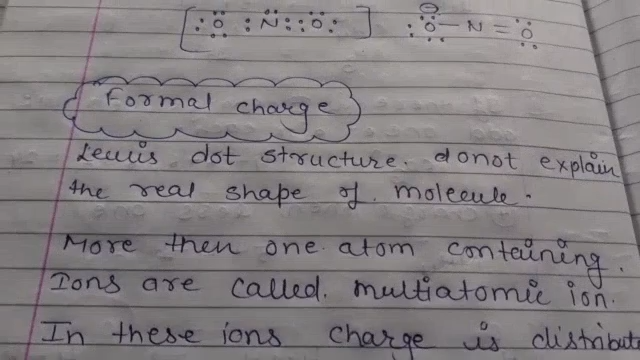 [:Ö : N̈ :: Ö:] ⊖ :Ö — N̈ = Ö
Formal charge
Lewis dot structure. donot explain
the real shape of molecule.
More then one atom containing.
Ions are called. multiatomic ion.
In these ions charge is distribut